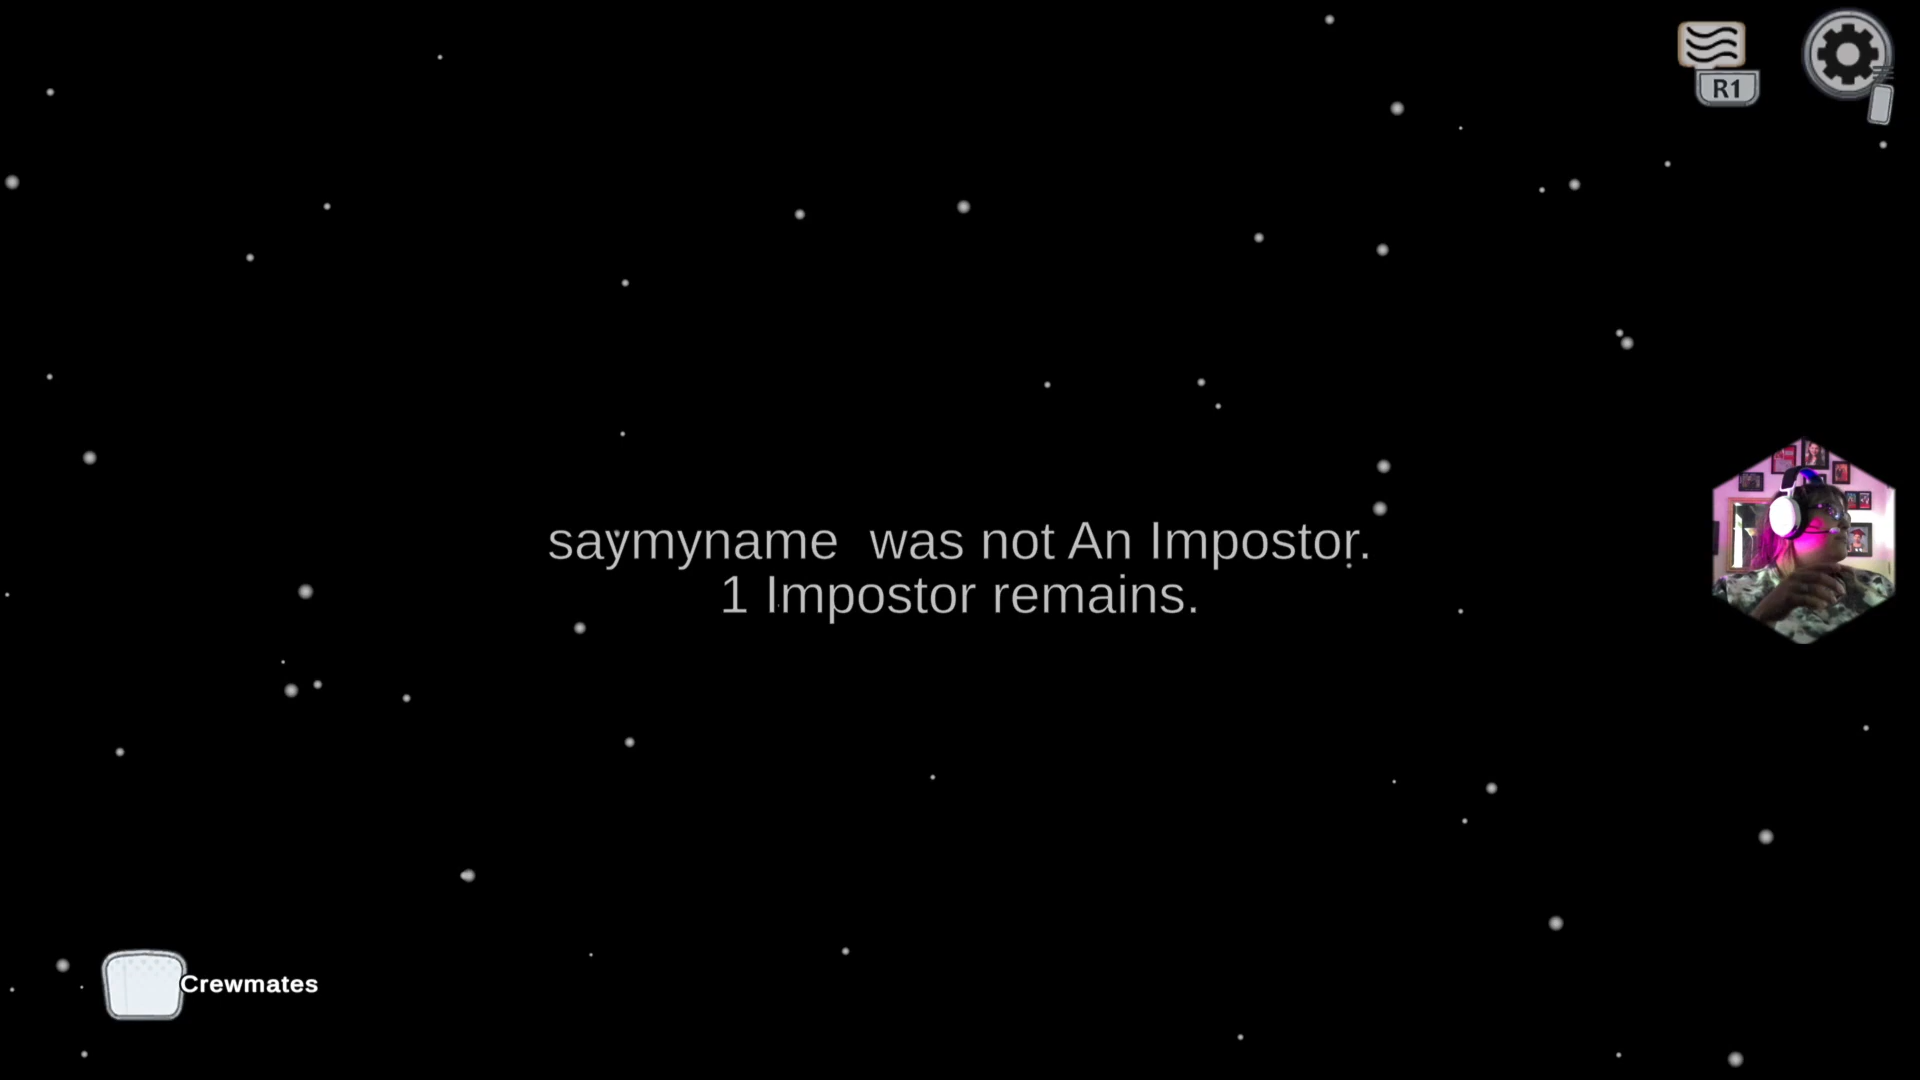 R1
saymyname  was not An Impostor.
1 Impostor remains.
Crewmates